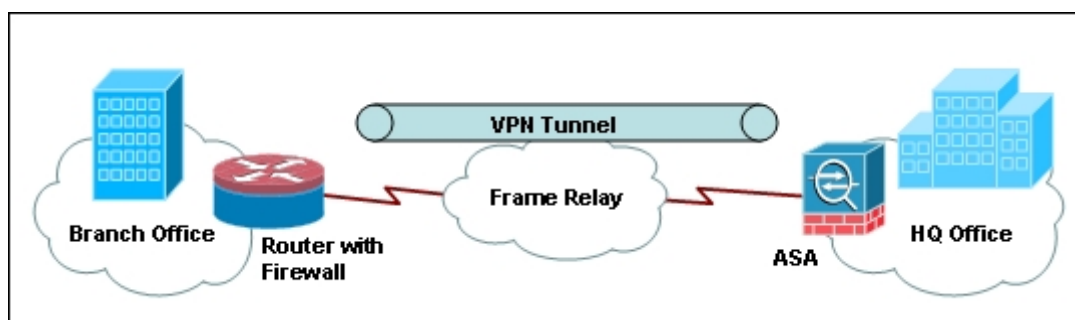 VPN Tunnel
Branch Office
Router with
Firewall
Frame Relay
ASA
HQ Office